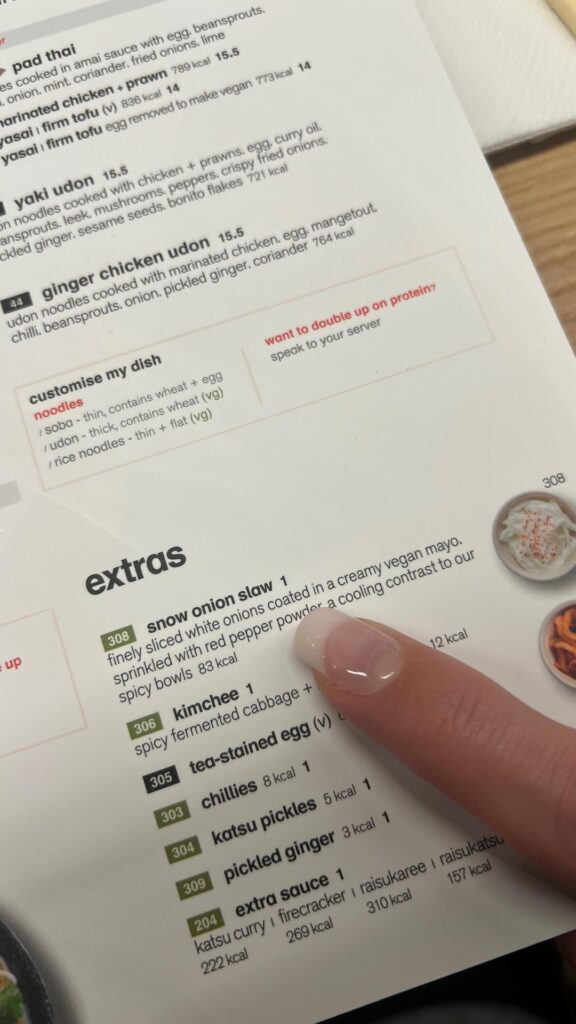 pad thai
es cooked in amai sauce with egg. beansprouts.
onion. mint. coriander. fried onions. lime
marinated chicken + prawn 789 kcal 15.5
yasai | firm tofu (v) 836 kcal 14
yasai | firm tofu egg removed to make vegan 773 kcal 14
yaki udon 15.5
on noodles cooked with chicken + prawns. egg. curry oil.
ansprouts. leek. mushrooms. peppers. crispy fried onions.
ckled ginger. sesame seeds. bonito flakes 721 kcal
44 ginger chicken udon 15.5
udon noodles cooked with marinated chicken. egg. mangetout.
chilli. beansprouts. onion. pickled ginger. coriander 764 kcal
customise my dish
noodles
/ soba - thin, contains wheat + egg
/ udon - thick, contains wheat (vg)
/ rice noodles - thin + flat (vg)
want to double up on protein?
speak to your server
308
extras
308 snow onion slaw 1
finely sliced white onions coated in a creamy vegan mayo.
sprinkled with red pepper powder. a cooling contrast to our
spicy bowls 83 kcal
306 kimchee 1
spicy fermented cabbage + 12 kcal
305 tea-stained egg (v)
303 chillies 8 kcal 1
304 katsu pickles 5 kcal 1
309 pickled ginger 3 kcal 1
204 extra sauce 1
katsu curry | firecracker | raisukaree | raisukatsu
222 kcal 269 kcal 310 kcal 157 kcal
up